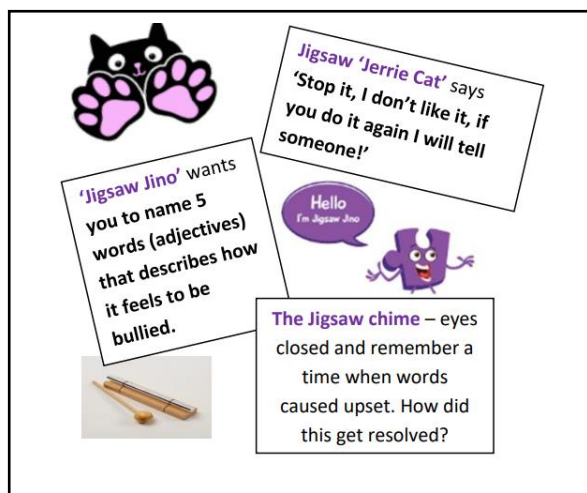 Jigsaw ‘Jerrie Cat’ says
‘Stop it, I don’t like it, if
you do it again I will tell
someone!’
‘Jigsaw Jino’ wants
you to name 5
words (adjectives)
that describes how
it feels to be
bullied.
Hello
I'm Jigsaw Jino
The Jigsaw chime – eyes
closed and remember a
time when words
caused upset. How did
this get resolved?